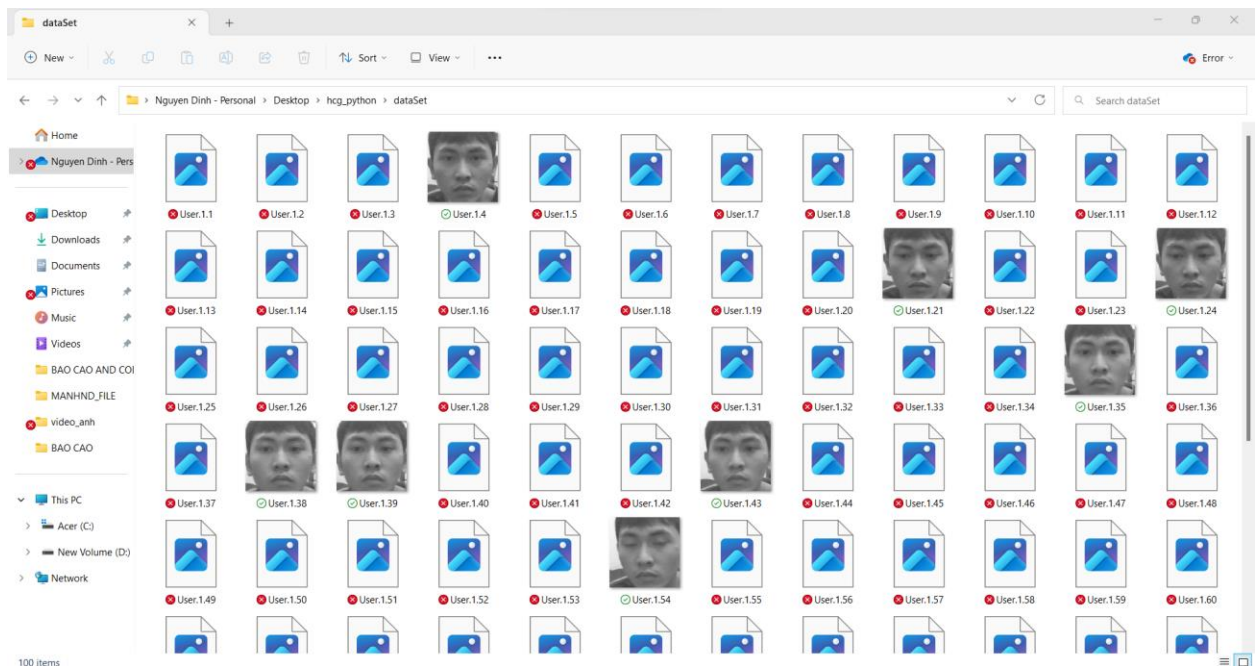 dataSet
New
Sort
View
Error
Nguyen Dinh - Personal > Desktop > hcg_python > dataSet
Search dataSet
Home
Nguyen Dinh - Pers
Desktop
Downloads
Documents
Pictures
Music
Videos
BAO CAO AND CO
MANHND_FILE
video_anh
BAO CAO
This PC
Acer (C:)
New Volume (D:)
Network
User.1.1 User.1.2 User.1.3 User.1.4 User.1.5 User.1.6 User.1.7 User.1.8 User.1.9 User.1.10 User.1.11 User.1.12
User.1.13 User.1.14 User.1.15 User.1.16 User.1.17 User.1.18 User.1.19 User.1.20 User.1.21 User.1.22 User.1.23 User.1.24
User.1.25 User.1.26 User.1.27 User.1.28 User.1.29 User.1.30 User.1.31 User.1.32 User.1.33 User.1.34 User.1.35 User.1.36
User.1.37 User.1.38 User.1.39 User.1.40 User.1.41 User.1.42 User.1.43 User.1.44 User.1.45 User.1.46 User.1.47 User.1.48
User.1.49 User.1.50 User.1.51 User.1.52 User.1.53 User.1.54 User.1.55 User.1.56 User.1.57 User.1.58 User.1.59 User.1.60
100 items